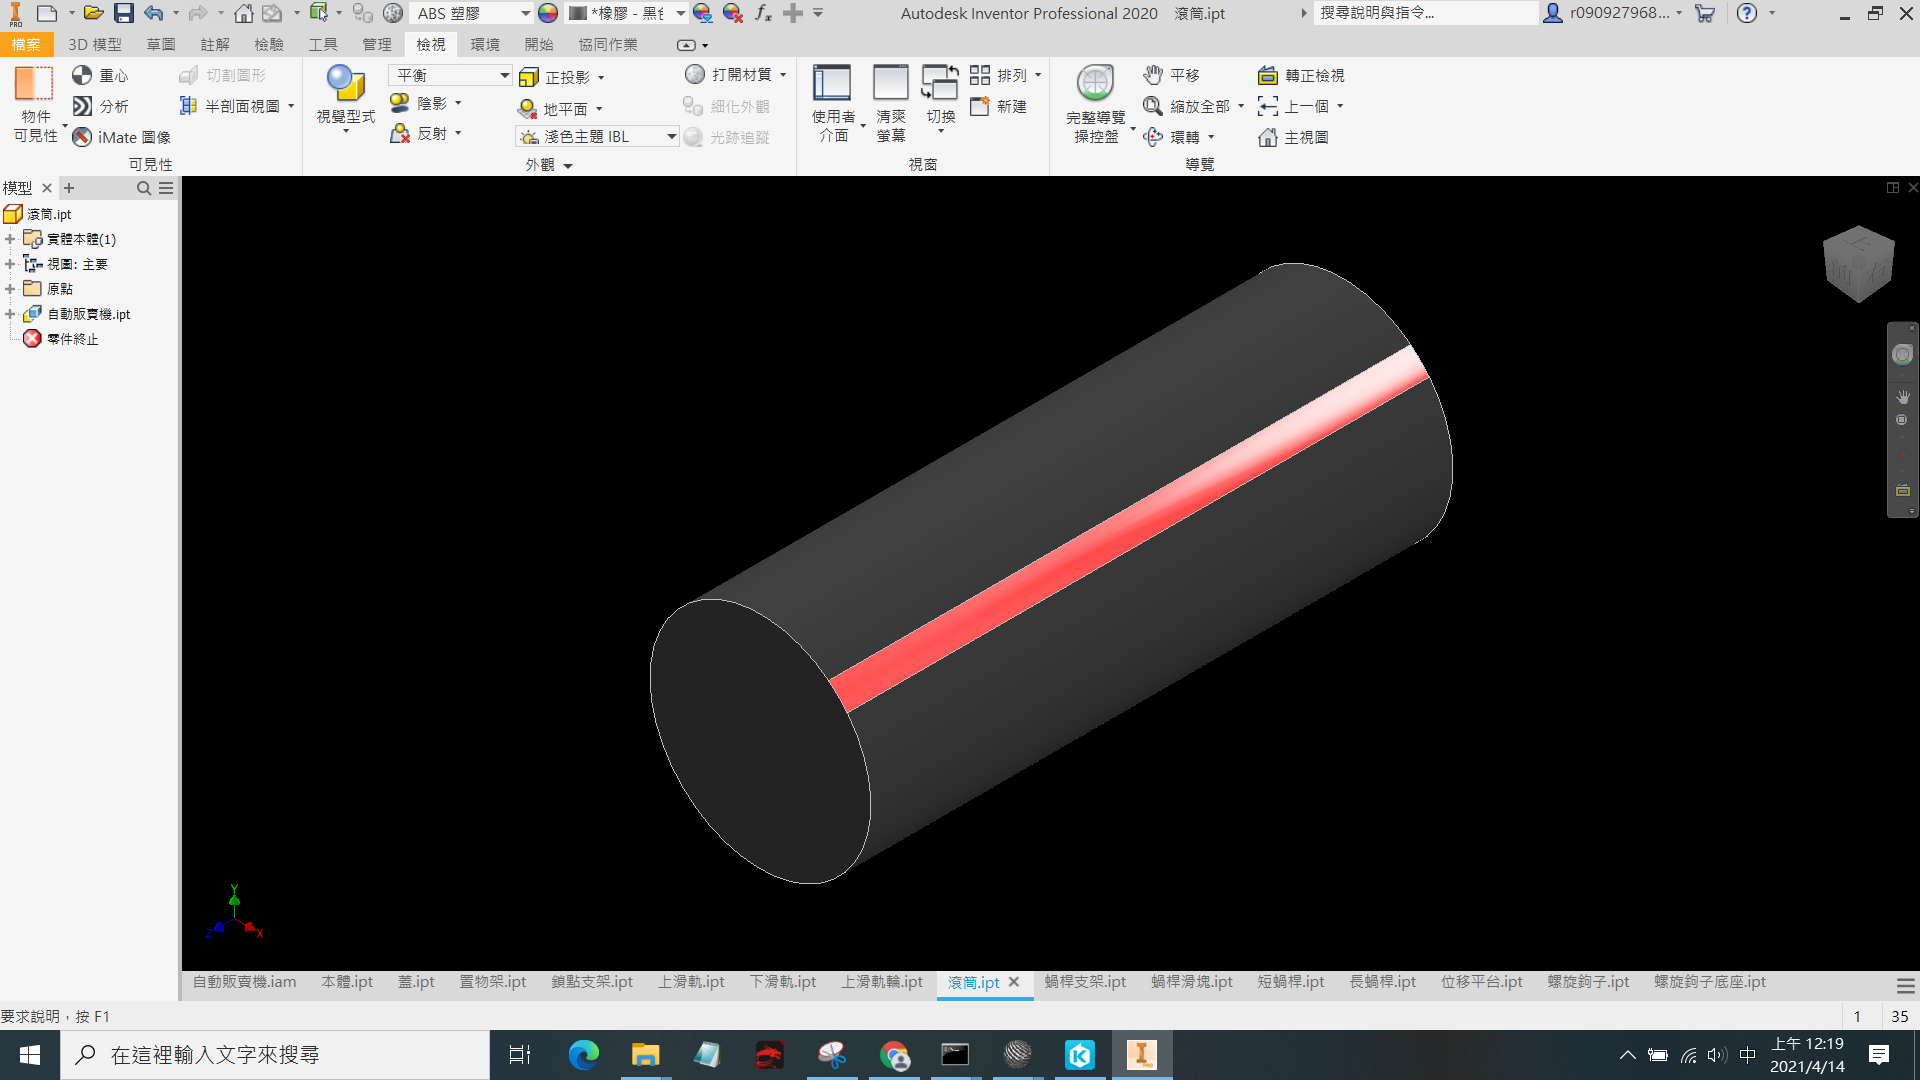 PRO
ABS 塑膠
*橡膠 - 黑色
fx
Autodesk Inventor Professional 2020 滾筒.ipt
搜尋說明與指令...
r090927968...
檔案 3D 模型 草圖 註解 檢驗 工具 管理 檢視 環境 開始 協同作業
物件
可見性
重心
分析
iMate 圖像
切割圖形
半剖面視圖
可見性
視覺型式
平衡
陰影
反射
正投影
地平面
淺色主題 IBL
打開材質
細化外觀
光跡追蹤
外觀
使用者
介面
清爽
螢幕
切換
排列
新建
視窗
完整導覽
操控盤
平移
縮放全部
環轉
轉正檢視
上一個
主視圖
導覽
模型
滾筒.ipt
實體本體(1)
視圖: 主要
原點
自動販賣機.ipt
零件終止
上
前
右
Y
Z
X
自動販賣機.iam 本體.ipt 蓋.ipt 置物架.ipt 鎖點支架.ipt 上滑軌.ipt 下滑軌.ipt 上滑軌輪.ipt 滾筒.ipt 蝸桿支架.ipt 蝸桿滑塊.ipt 短蝸桿.ipt 長蝸桿.ipt 位移平台.ipt 螺旋鉤子.ipt 螺旋鉤子底座.ipt
要求說明，按 F1
1 35
在這裡輸入文字來搜尋
PRO
中
上午 12:19
2021/4/14